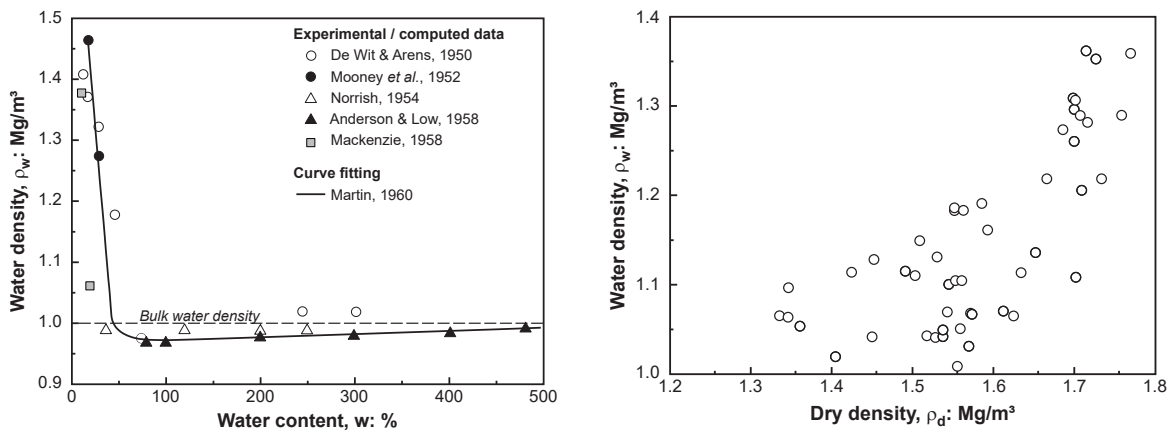 1.5
1.4
1.3
1.2
1.1
1.0
0.9
Water density, ρw: Mg/m³
0
100
200
300
400
500
Water content, w: %
Experimental / computed data
De Wit & Arens, 1950
Mooney et al., 1952
Norrish, 1954
Anderson & Low, 1958
Mackenzie, 1958
Curve fitting
Martin, 1960
Bulk water density
1.4
1.3
1.2
1.1
1.0
Water density, ρw: Mg/m³
1.2
1.3
1.4
1.5
1.6
1.7
1.8
Dry density, ρd: Mg/m³